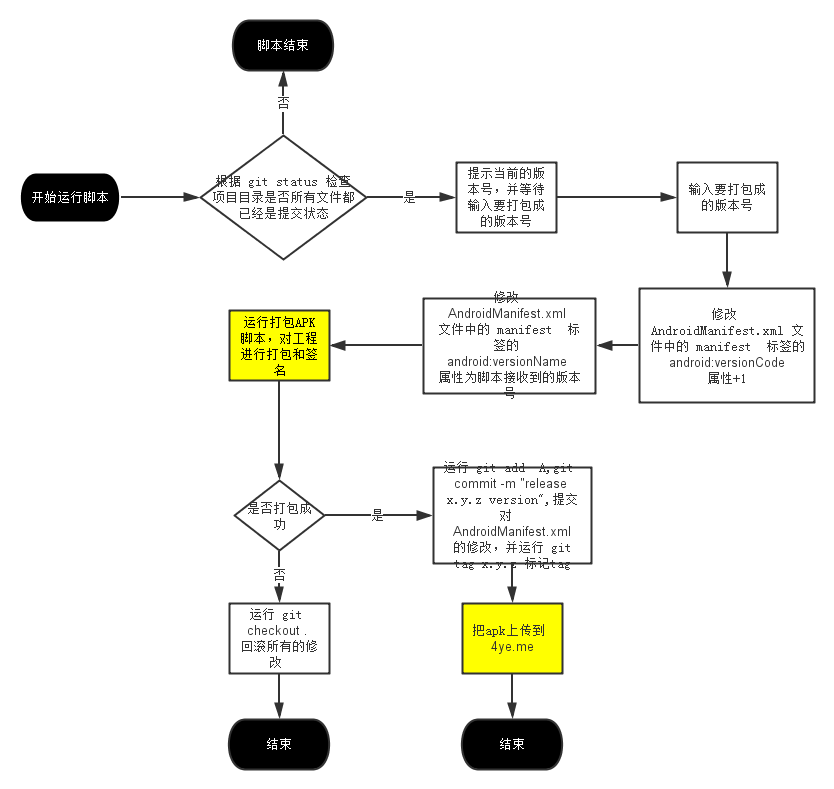 脚本结束
否
开始运行脚本
根据 git status 检查
项目目录是否所有文件都
已经是提交状态
是
提示当前的版
本号，并等待
输入要打包成
的版本号
输入要打包成
的版本号
修改
AndroidManifest.xml 文
件中的 manifest 标签的
android:versionCode
属性+1
修改
AndroidManifest.xml
文件中的 manifest 标
签的
android:versionName
属性为脚本接收到的版本
号
运行打包APK
脚本，对工程
进行打包和签
名
是否打包成
功
是
运行 git add -A,git
commit -m "release
x.y.z version",提交
对
AndroidManifest.xml
的修改，并运行 git
tag x.y.z 标记tag
否
运行 git
checkout .
回滚所有的修
改
把apk上传到
4ye.me
结束
结束